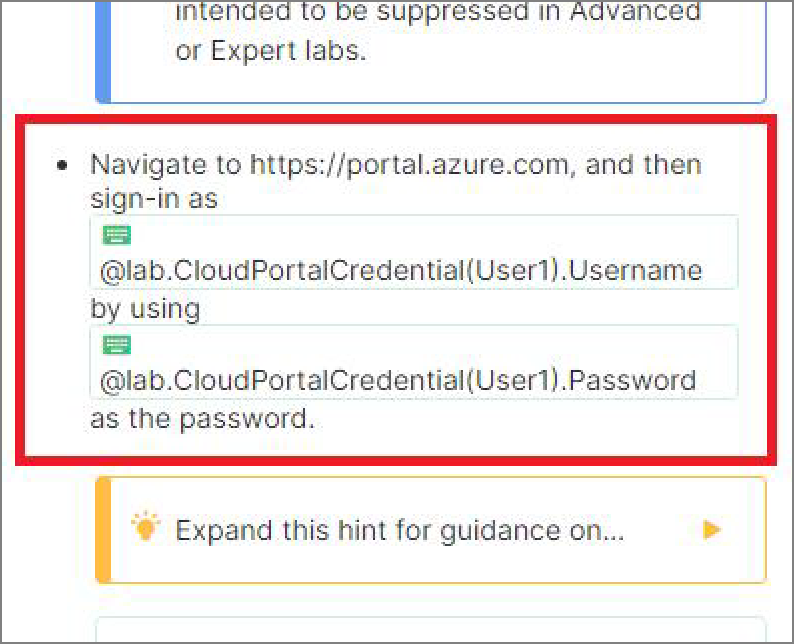 intended to be suppressed in Advanced
or Expert labs.
• Navigate to https://portal.azure.com, and then
sign-in as
@lab.CloudPortalCredential(User1).Username
by using
@lab.CloudPortalCredential(User1).Password
as the password.
Expand this hint for guidance on...